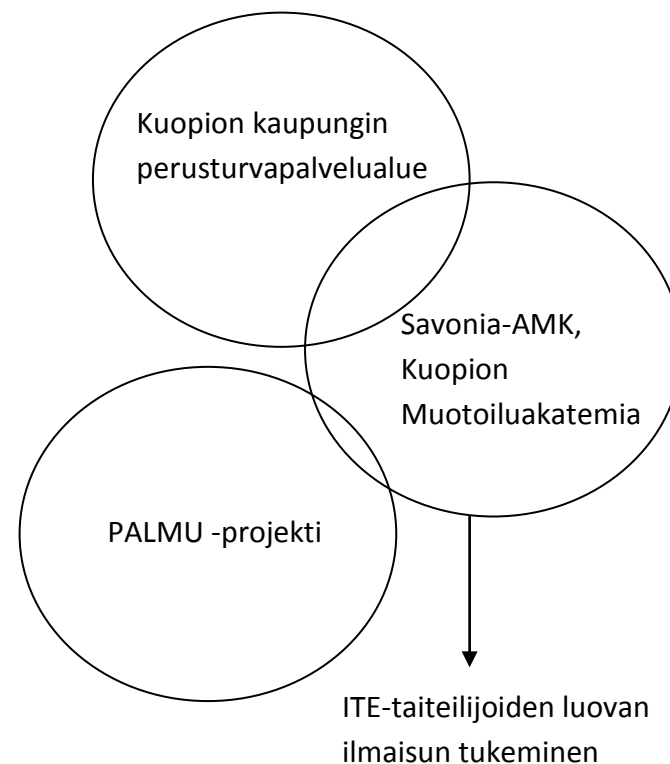 Kuopion kaupungin
perusturvapalvelualue
Savonia-AMK,
Kuopion
Muotoiluakatemia
PALMU -projekti
ITE-taiteilijoiden luovan
ilmaisun tukeminen